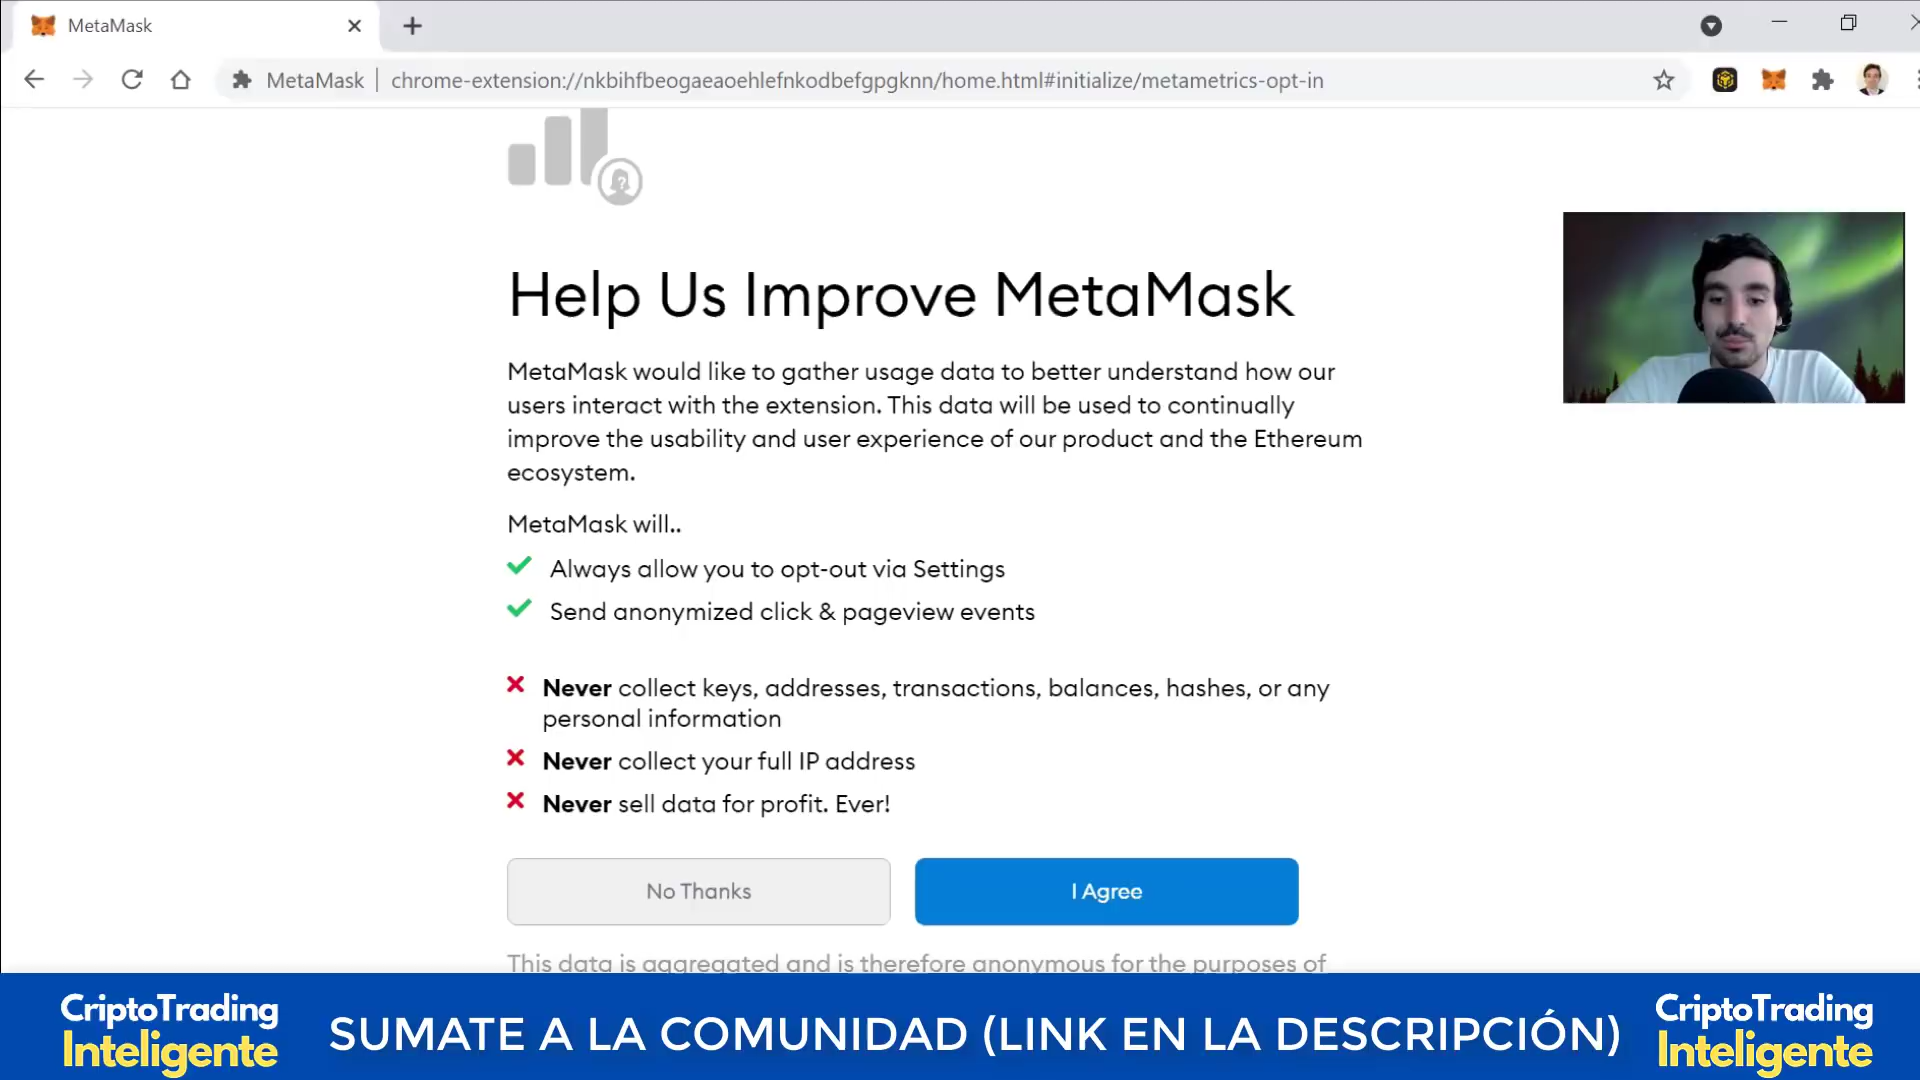 MetaMask
MetaMask | chrome-extension://nkbihfbeogaeaoehlefnkodbefgpgknn/home.html#initialize/metametrics-opt-in
Help Us Improve MetaMask
MetaMask would like to gather usage data to better understand how our
users interact with the extension. This data will be used to continually
improve the usability and user experience of our product and the Ethereum
ecosystem.
MetaMask will..
Always allow you to opt-out via Settings
Send anonymized click & pageview events
Never collect keys, addresses, transactions, balances, hashes, or any
personal information
Never collect your full IP address
Never sell data for profit. Ever!
No Thanks
I Agree
This data is aggregated and is therefore anonymous for the purposes of
CriptoTrading
Inteligente
SUMATE A LA COMUNIDAD (LINK EN LA DESCRIPCIÓN)
CriptoTrading
Inteligente